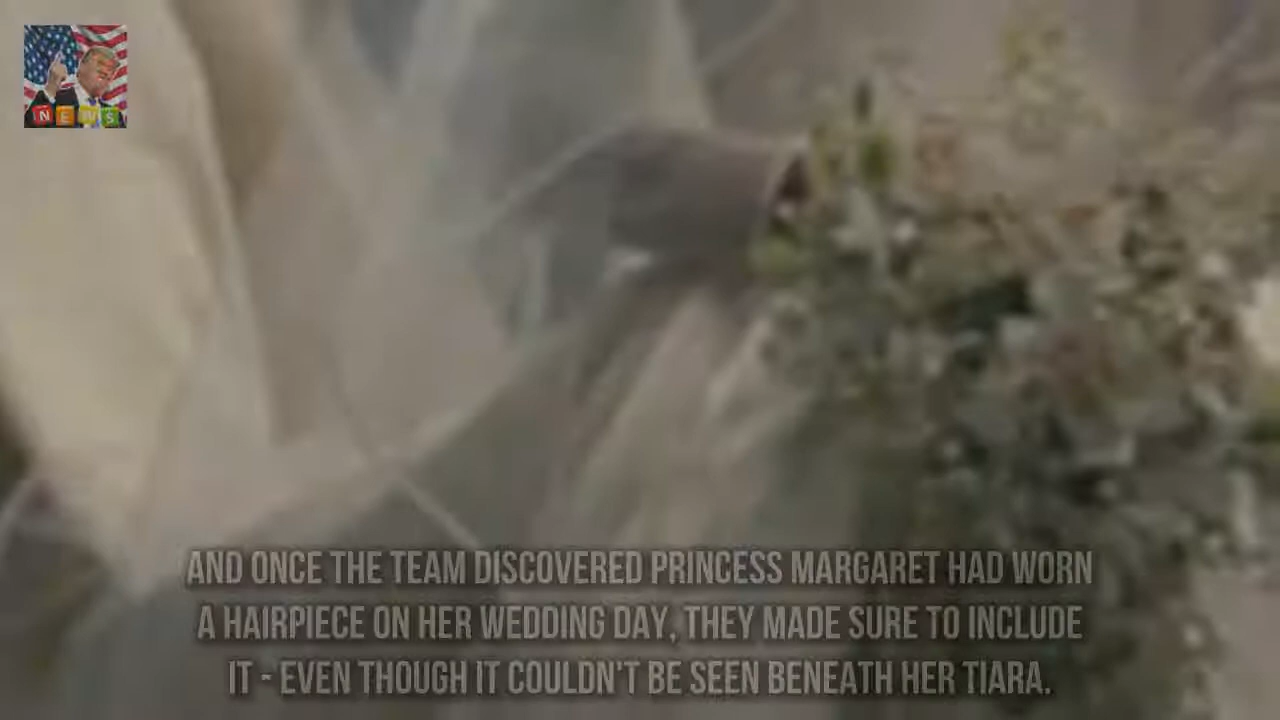 NEWS
AND ONCE THE TEAM DISCOVERED PRINCESS MARGARET HAD WORN
A HAIRPIECE ON HER WEDDING DAY, THEY MADE SURE TO INCLUDE
IT - EVEN THOUGH IT COULDN'T BE SEEN BENEATH HER TIARA.